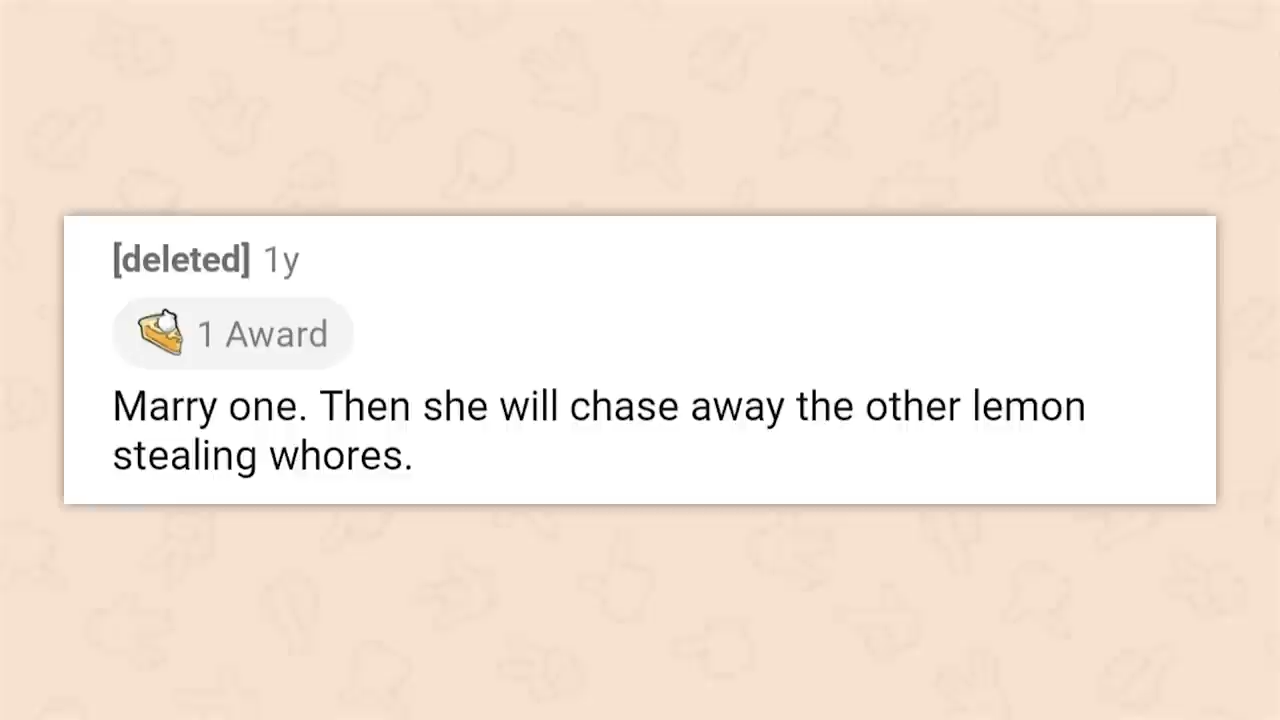 [deleted] 1y
1 Award
Marry one. Then she will chase away the other lemon
stealing whores.